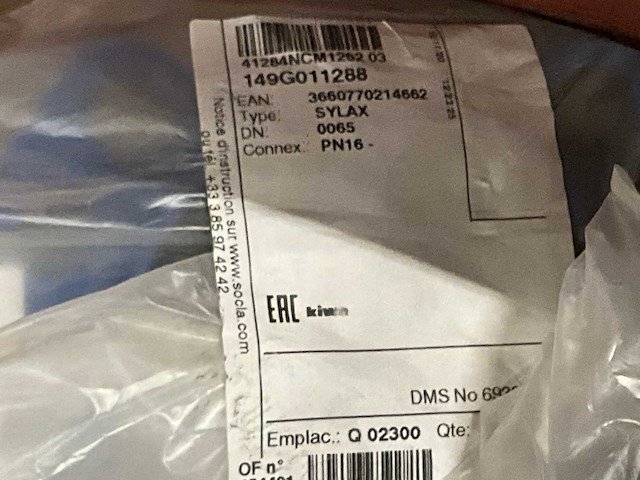 41284NCM1262 03
149G011288
EAN: 3660770214662
Type: SYLAX
DN: 0065
Connex.: PN16 -
Notice d'instruction sur www.socla.com
ou tél. +33 3 85 97 42 42
EAC
DMS No
Emplac.: Q 02300 Qte:
OF n°